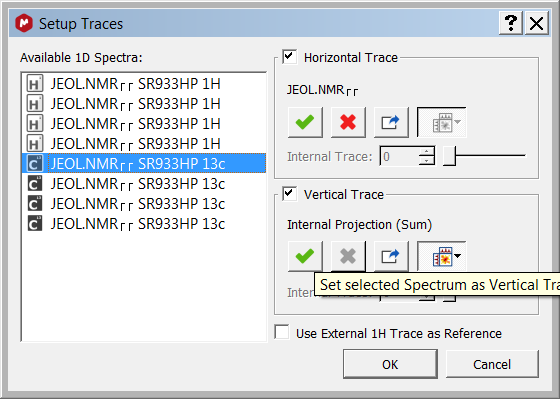 Setup Traces
Available 1D Spectra:
JEOL.NMR┌┌ SR933HP 1H
JEOL.NMR┌┌ SR933HP 1H
JEOL.NMR┌┌ SR933HP 1H
JEOL.NMR┌┌ SR933HP 1H
JEOL.NMR┌┌ SR933HP 13c
JEOL.NMR┌┌ SR933HP 13c
JEOL.NMR┌┌ SR933HP 13c
JEOL.NMR┌┌ SR933HP 13c
Horizontal Trace
JEOL.NMR┌┌
Internal Trace: 0
Vertical Trace
Internal Projection (Sum)
Set selected Spectrum as Vertical Tra
Use External 1H Trace as Reference
OK
Cancel